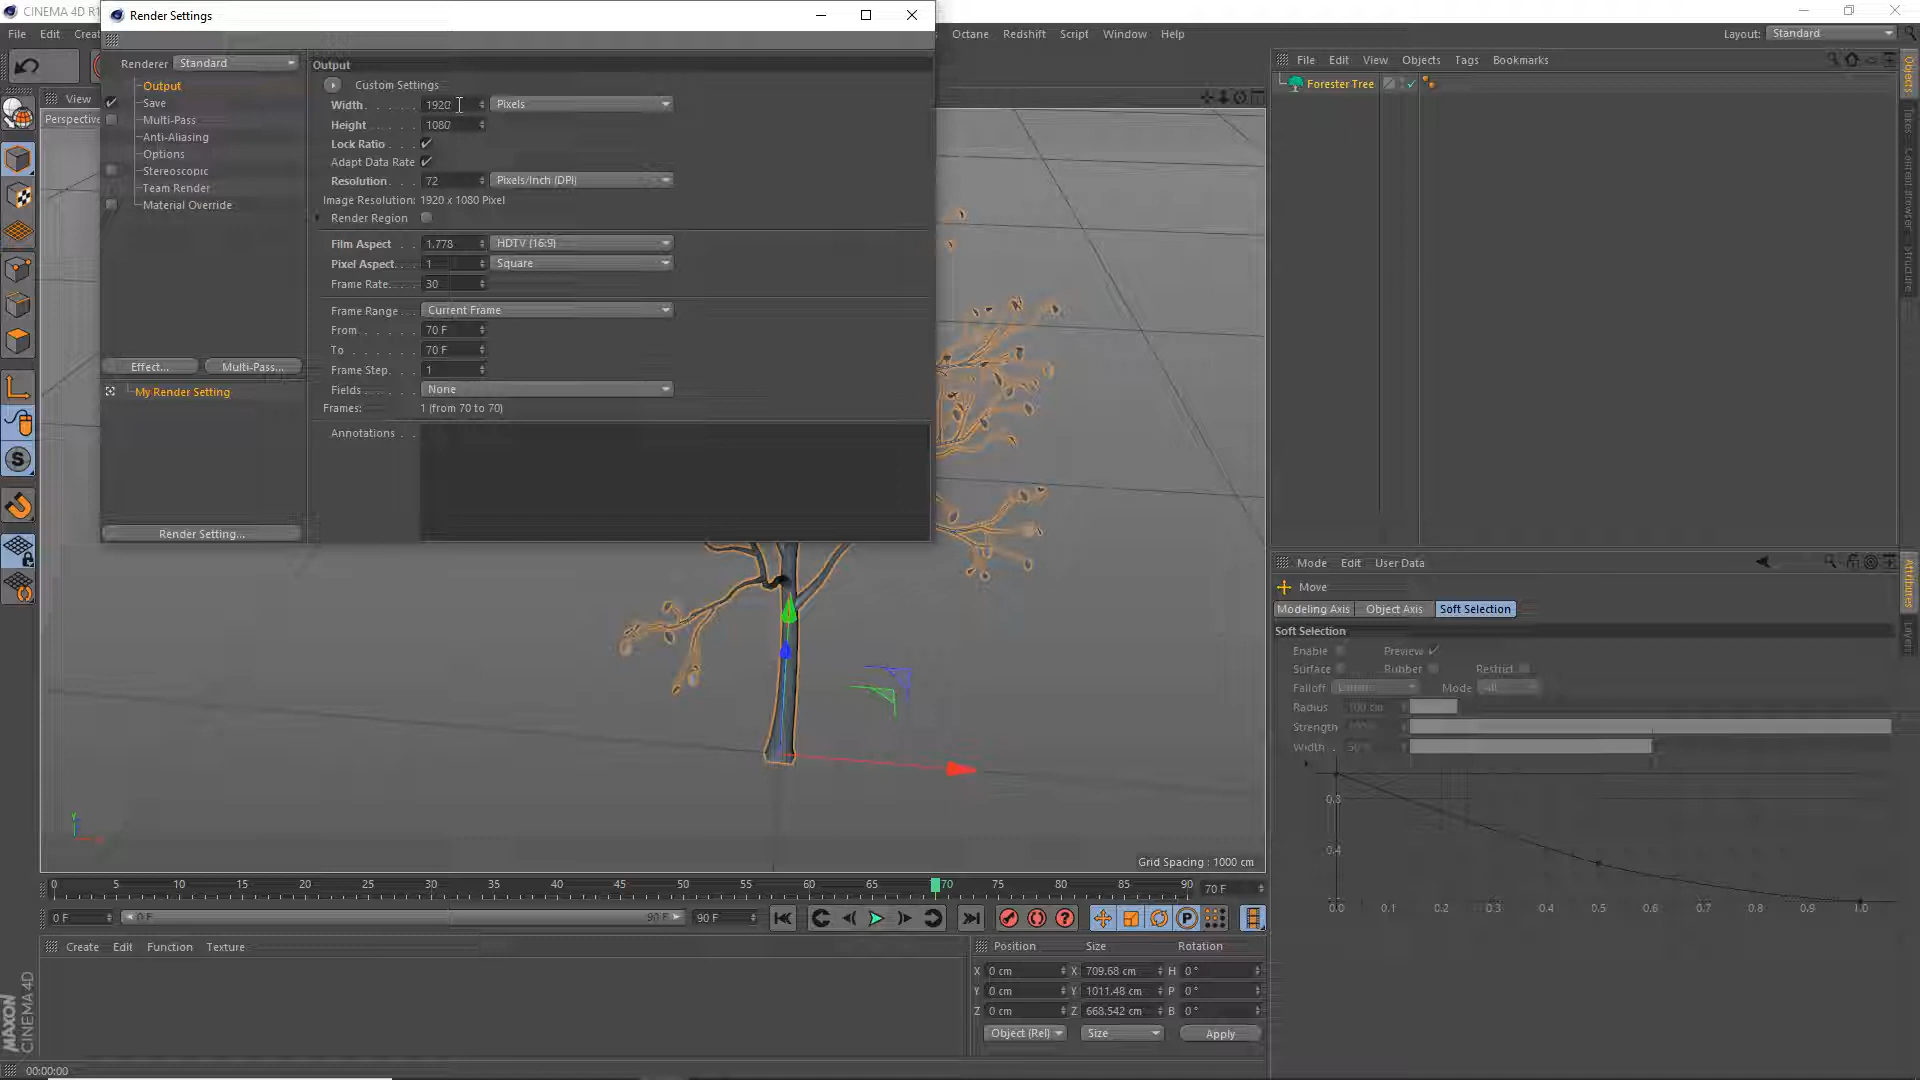 CINEMA 4D R1
Render Settings
File Edit Creat
Octane Redshift Script Window Help
Layout: Standard
Renderer Standard
Output
Save
Multi-Pass
Anti-Aliasing
Options
Stereoscopic
Team Render
Material Override
Effect... Multi-Pass...
My Render Setting
Render Setting...
Output
Custom Settings
Width 1920 Pixels
Height 1080
Lock Ratio
Adapt Data Rate
Resolution 72 Pixels/Inch (DPI)
Image Resolution: 1920 x 1080 Pixel
Render Region
Film Aspect 1.778 HDTV (16:9)
Pixel Aspect 1 Square
Frame Rate 30
Frame Range Current Frame
From 70 F
To 70 F
Frame Step 1
Fields None
Frames: 1 (from 70 to 70)
Annotations
View
Perspective
Grid Spacing : 1000 cm
File Edit View Objects Tags Bookmarks
Forester Tree
Objects
Takes
Content Browser
Structure
Mode Edit User Data
Move
Modeling Axis Object Axis Soft Selection
Soft Selection
Enable Preview
Surface Rubber Restrict
Falloff Mode All
Radius 100 cm
Strength
Width
0.8
0.4
0.0 0.1 0.2 0.3 0.4 0.5 0.6 0.7 0.8 0.9 1.0
Attributes
Layers
0 5 10 15 20 25 30 35 40 45 50 55 60 65 70 75 80 85 90 70 F
0 F 0 F 90 F 90 F
Create Edit Function Texture
Position Size Rotation
X 0 cm X 709.68 cm H 0 °
Y 0 cm Y 1011.48 cm P 0 °
Z 0 cm Z 668.542 cm B 0 °
Object (Rel) Size Apply
MAXON
CINEMA 4D
00:00:00